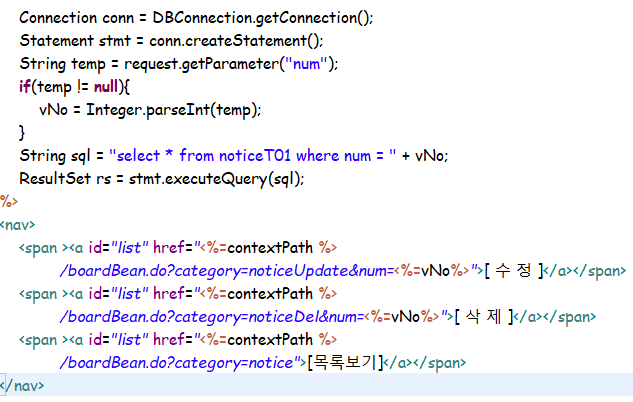 Connection conn = DBConnection.getConnection();
Statement stmt = conn.createStatement();
String temp = request.getParameter("num");
if(temp != null){
vNo = Integer.parseInt(temp);
}
String sql = "select * from noticeT01 where num = " + vNo;
ResultSet rs = stmt.executeQuery(sql);
%>
<nav>
<span ><a id="list" href="<%=contextPath %>
/boardBean.do?category=noticeUpdate&num=<%=vNo%>">[ 수 정 ]</a></span>
<span ><a id="list" href="<%=contextPath %>
/boardBean.do?category=noticeDel&num=<%=vNo%>">[ 삭 제 ]</a></span>
<span ><a id="list" href="<%=contextPath %>
/boardBean.do?category=notice">[목록보기]</a></span>
</nav>